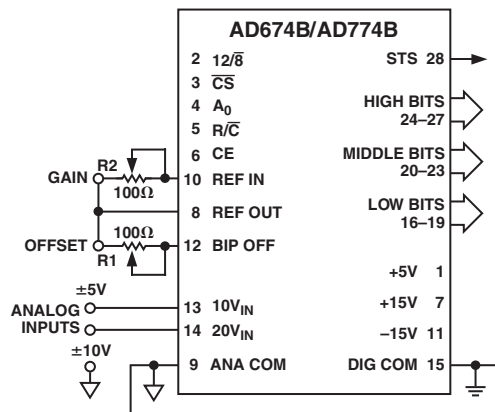 AD674B/AD774B
2 12/8̅
3 C̅S̅
4 A₀
5 R/C̅
6 CE
10 REF IN
8 REF OUT
12 BIP OFF
13 10VIN
14 20VIN
9 ANA COM
STS 28
HIGH BITS
24–27
MIDDLE BITS
20–23
LOW BITS
16–19
+5V 1
+15V 7
–15V 11
DIG COM 15
GAIN
R2
100Ω
OFFSET
100Ω
R1
±5V
ANALOG
INPUTS
±10V